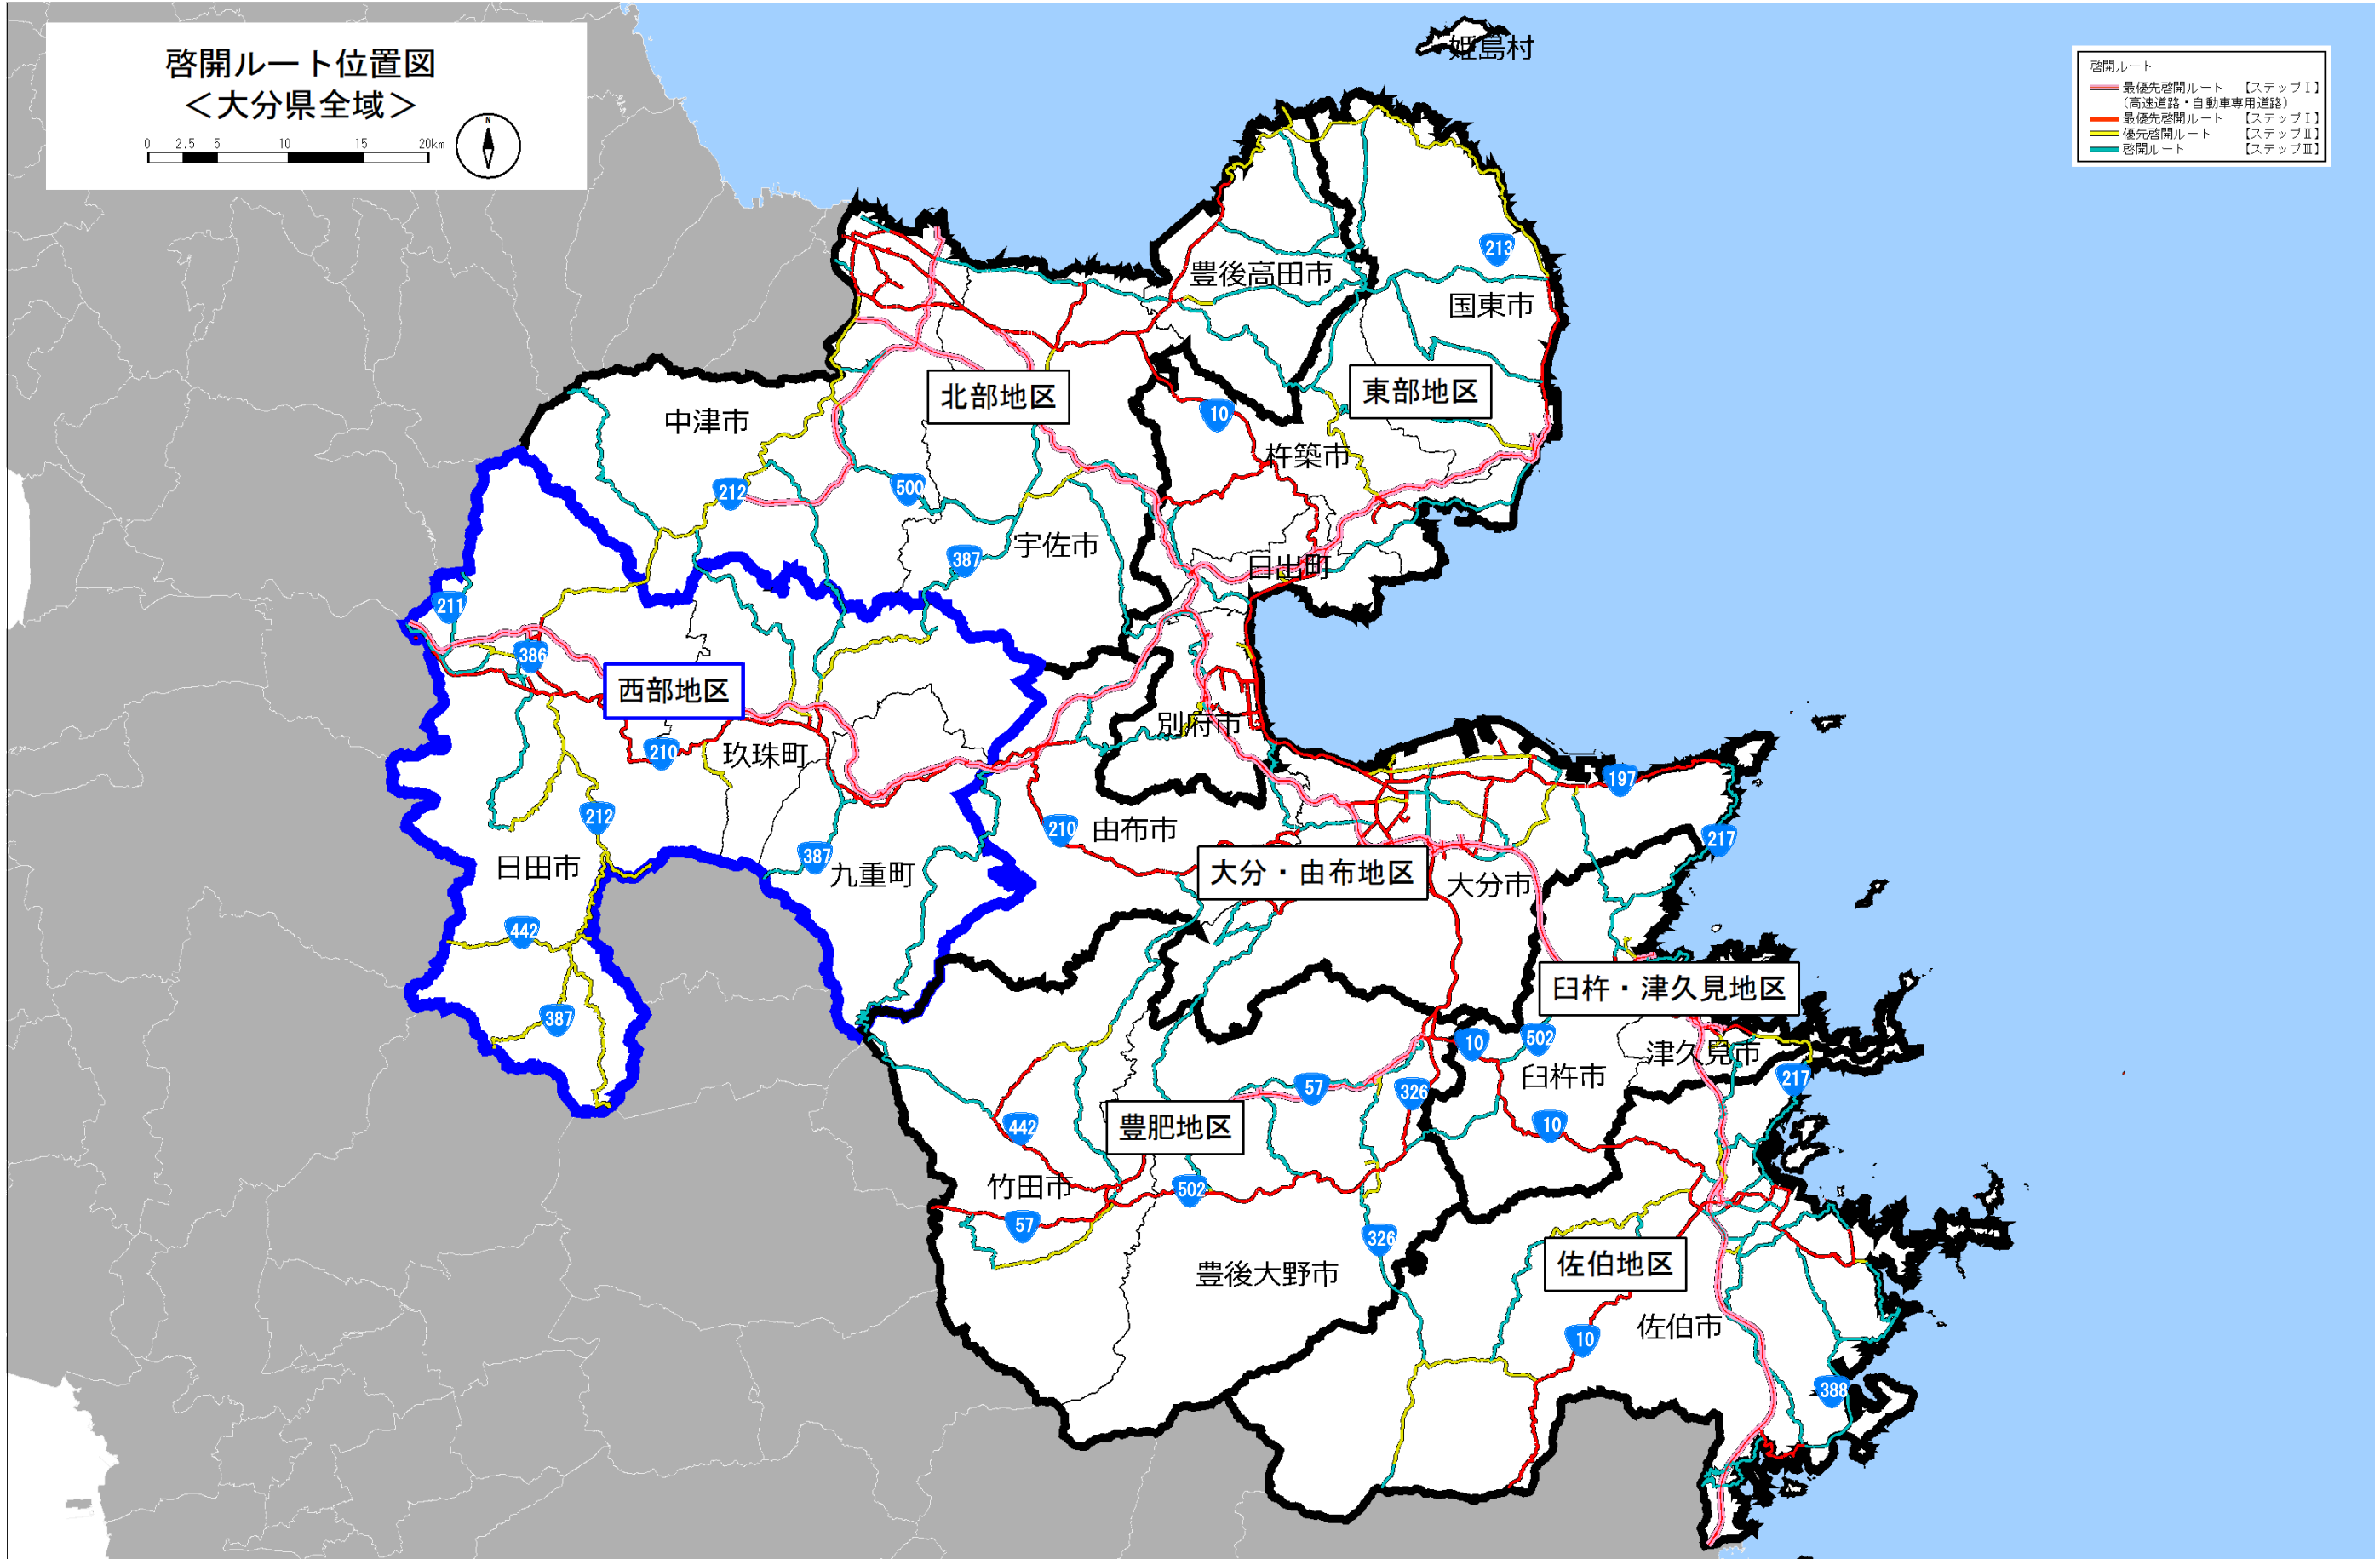 啓開ルート位置図
＜大分県全域＞
0 2.5 5 10 15 20km
N
啓開ルート
最優先啓開ルート 【ステップⅠ】
（高速道路・自動車専用道路）
最優先啓開ルート 【ステップⅠ】
優先啓開ルート 【ステップⅡ】
啓開ルート 【ステップⅢ】
姫島村
213
豊後高田市
国東市
北部地区
東部地区
10
中津市
杵築市
212
500
宇佐市
387
日出町
211
386
西部地区
別府市
210
玖珠町
197
212
210
由布市
217
387
日田市
九重町
大分・由布地区
大分市
442
臼杵・津久見地区
387
10
502
津久見市
臼杵市
217
57
326
442
豊肥地区
10
竹田市
502
57
326
豊後大野市
佐伯地区
佐伯市
10
388